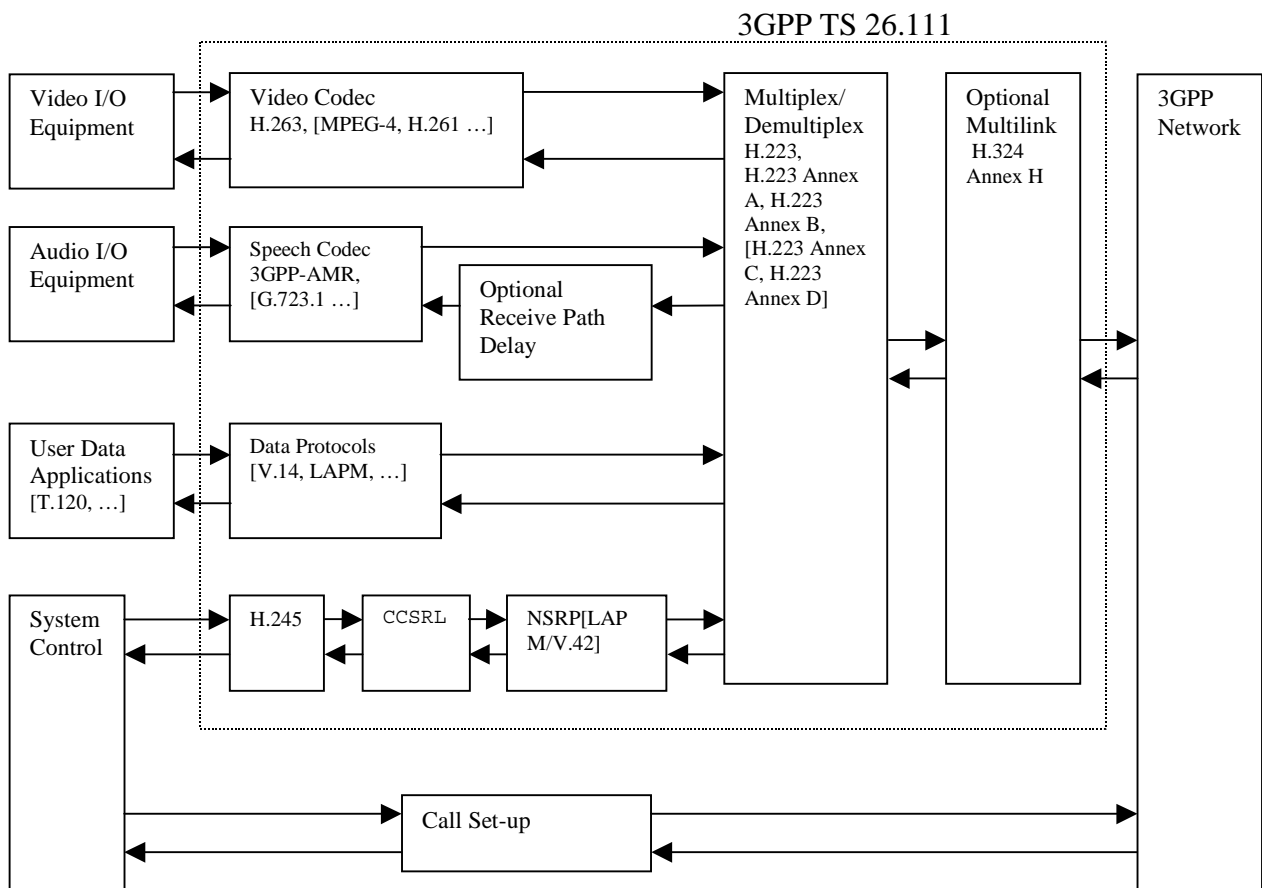 3GPP TS 26.111
Video I/O
Equipment
Video Codec
H.263, [MPEG-4, H.261 …]
Multiplex/
Demultiplex
H.223,
H.223 Annex
A, H.223
Annex B,
[H.223 Annex
C, H.223
Annex D]
Optional
Multilink
H.324
Annex H
3GPP
Network
Audio I/O
Equipment
Speech Codec
3GPP-AMR,
[G.723.1 …]
Optional
Receive Path
Delay
User Data
Applications
[T.120, …]
Data Protocols
[V.14, LAPM, …]
System
Control
H.245
CCSRL
NSRP[LAP
M/V.42]
Call Set-up